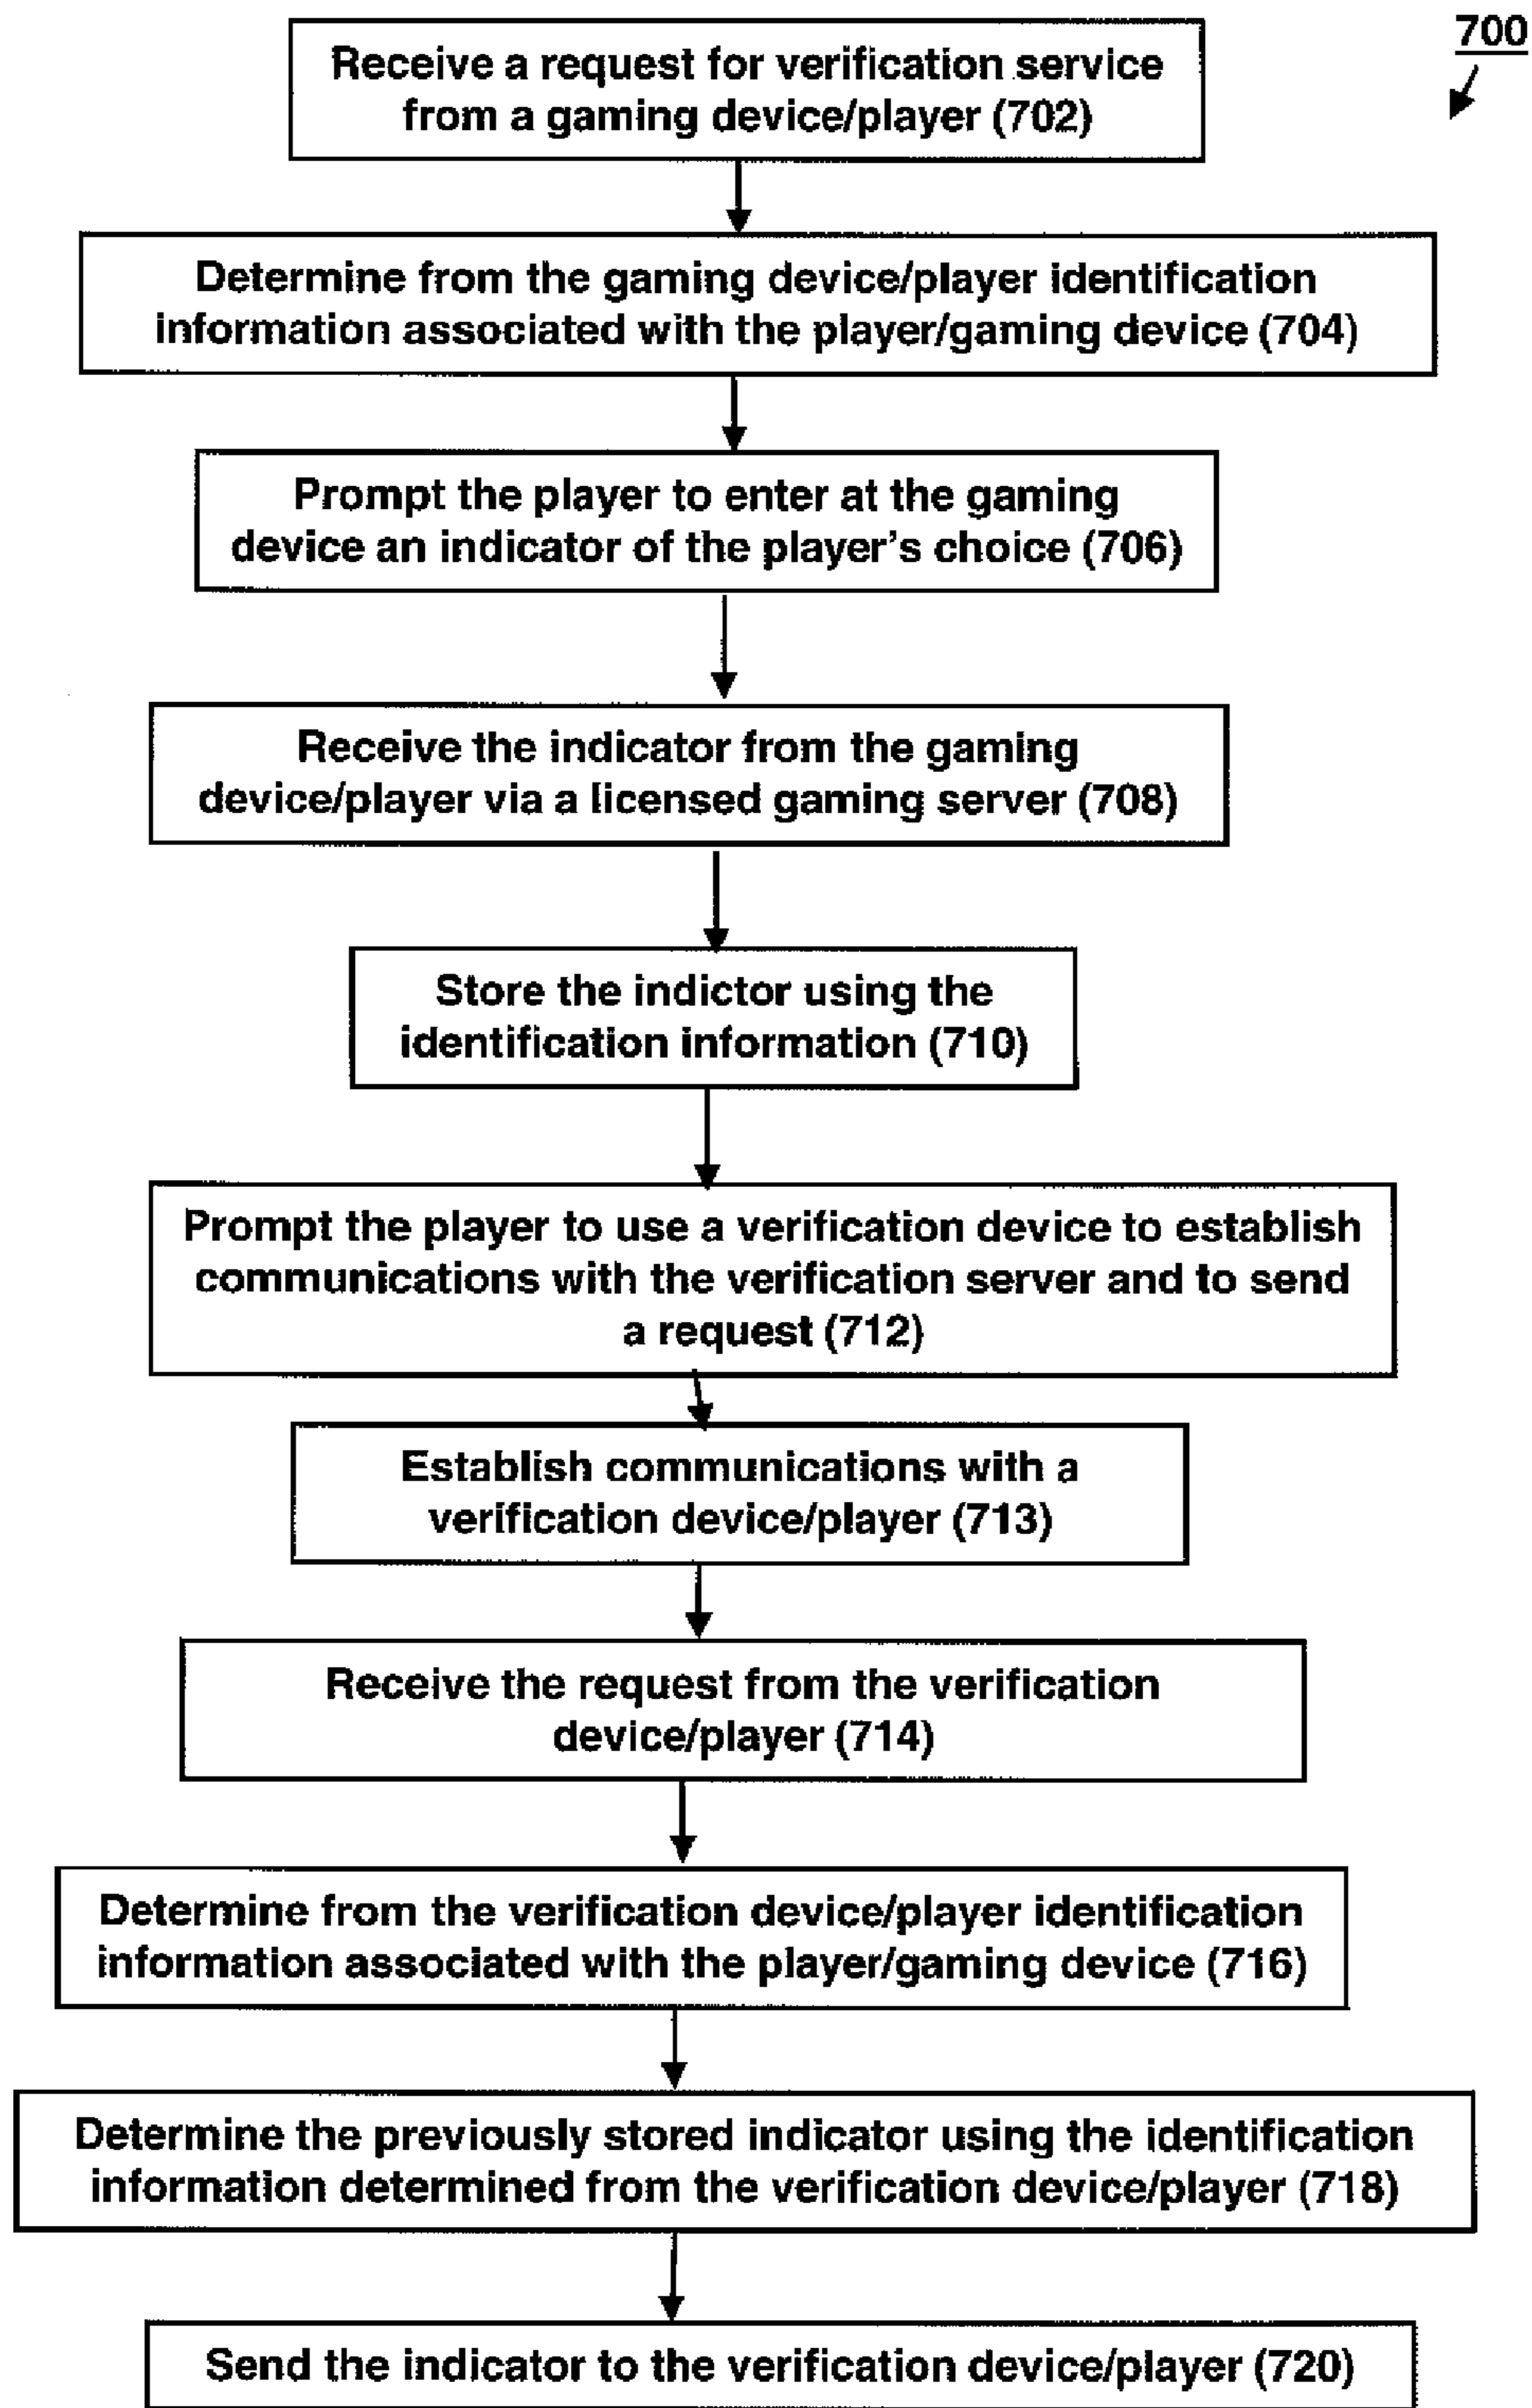 700
Receive a request for verification service
from a gaming device/player (702)
Determine from the gaming device/player identification
information associated with the player/gaming device (704)
Prompt the player to enter at the gaming
device an indicator of the player's choice (706)
Receive the indicator from the gaming
device/player via a licensed gaming server (708)
Store the indictor using the
identification information (710)
Prompt the player to use a verification device to establish
communications with the verification server and to send
a request (712)
Establish communications with a
verification device/player (713)
Receive the request from the verification
device/player (714)
Determine from the verification device/player identification
information associated with the player/gaming device (716)
Determine the previously stored indicator using the identification
information determined from the verification device/player (718)
Send the indicator to the verification device/player (720)